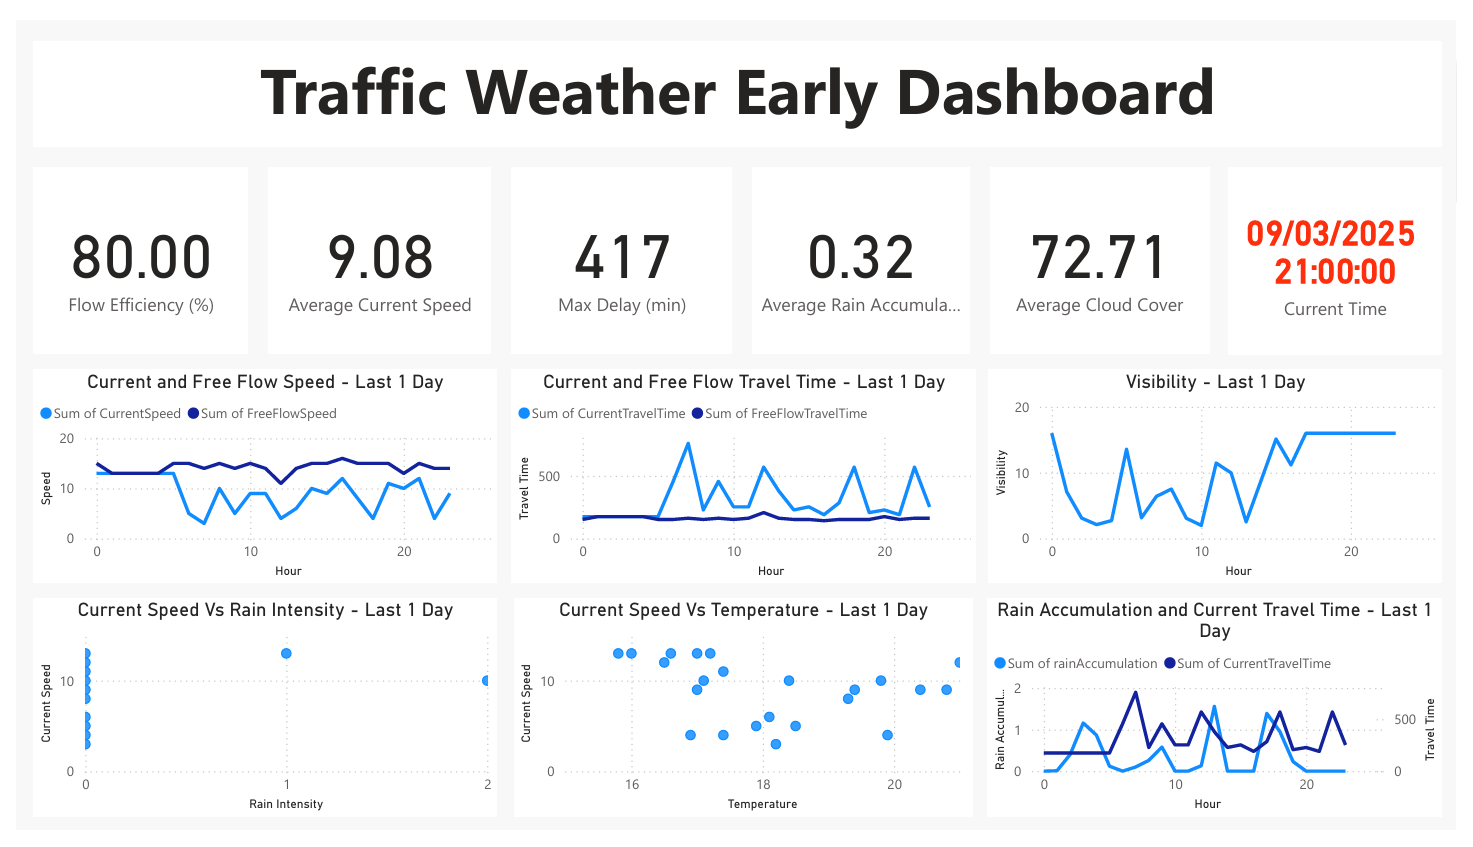 Traffic Weather Early Dashboard
80.00
Flow Efficiency (%)
9.08
Average Current Speed
417
Max Delay (min)
0.32
Average Rain Accumula...
72.71
Average Cloud Cover
09/03/2025
21:00:00
Current Time
Current and Free Flow Speed - Last 1 Day
Sum of CurrentSpeed Sum of FreeFlowSpeed
Speed
20
10
0
0 10 20
Hour
Current and Free Flow Travel Time - Last 1 Day
Sum of CurrentTravelTime Sum of FreeFlowTravelTime
Travel Time
500
0
0 10 20
Hour
Visibility - Last 1 Day
Visibility
20
10
0
0 10 20
Hour
Current Speed Vs Rain Intensity - Last 1 Day
Current Speed
10
0
0 1 2
Rain Intensity
Current Speed Vs Temperature - Last 1 Day
Current Speed
10
0
16 18 20
Temperature
Rain Accumulation and Current Travel Time - Last 1
Day
Sum of rainAccumulation Sum of CurrentTravelTime
Rain Accumul...
2
1
0
500
0
Travel Time
0 10 20
Hour